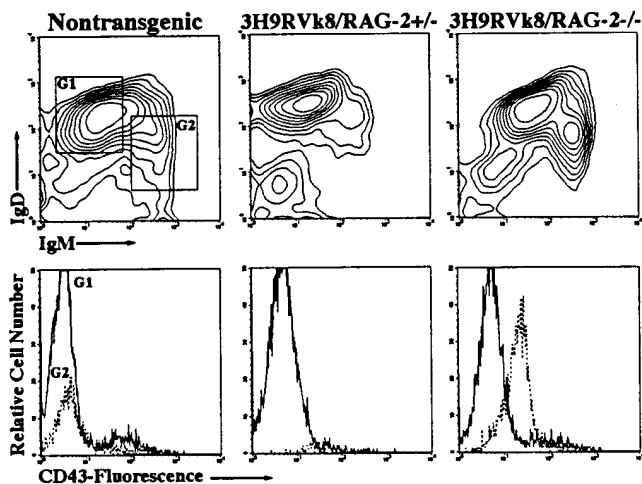 Nontransgenic
3H9RVk8/RAG-2+/-
3H9RVk8/RAG-2-/-
G1
G2
IgD
IgM
G1
G2
Relative Cell Number
CD43-Fluorescence